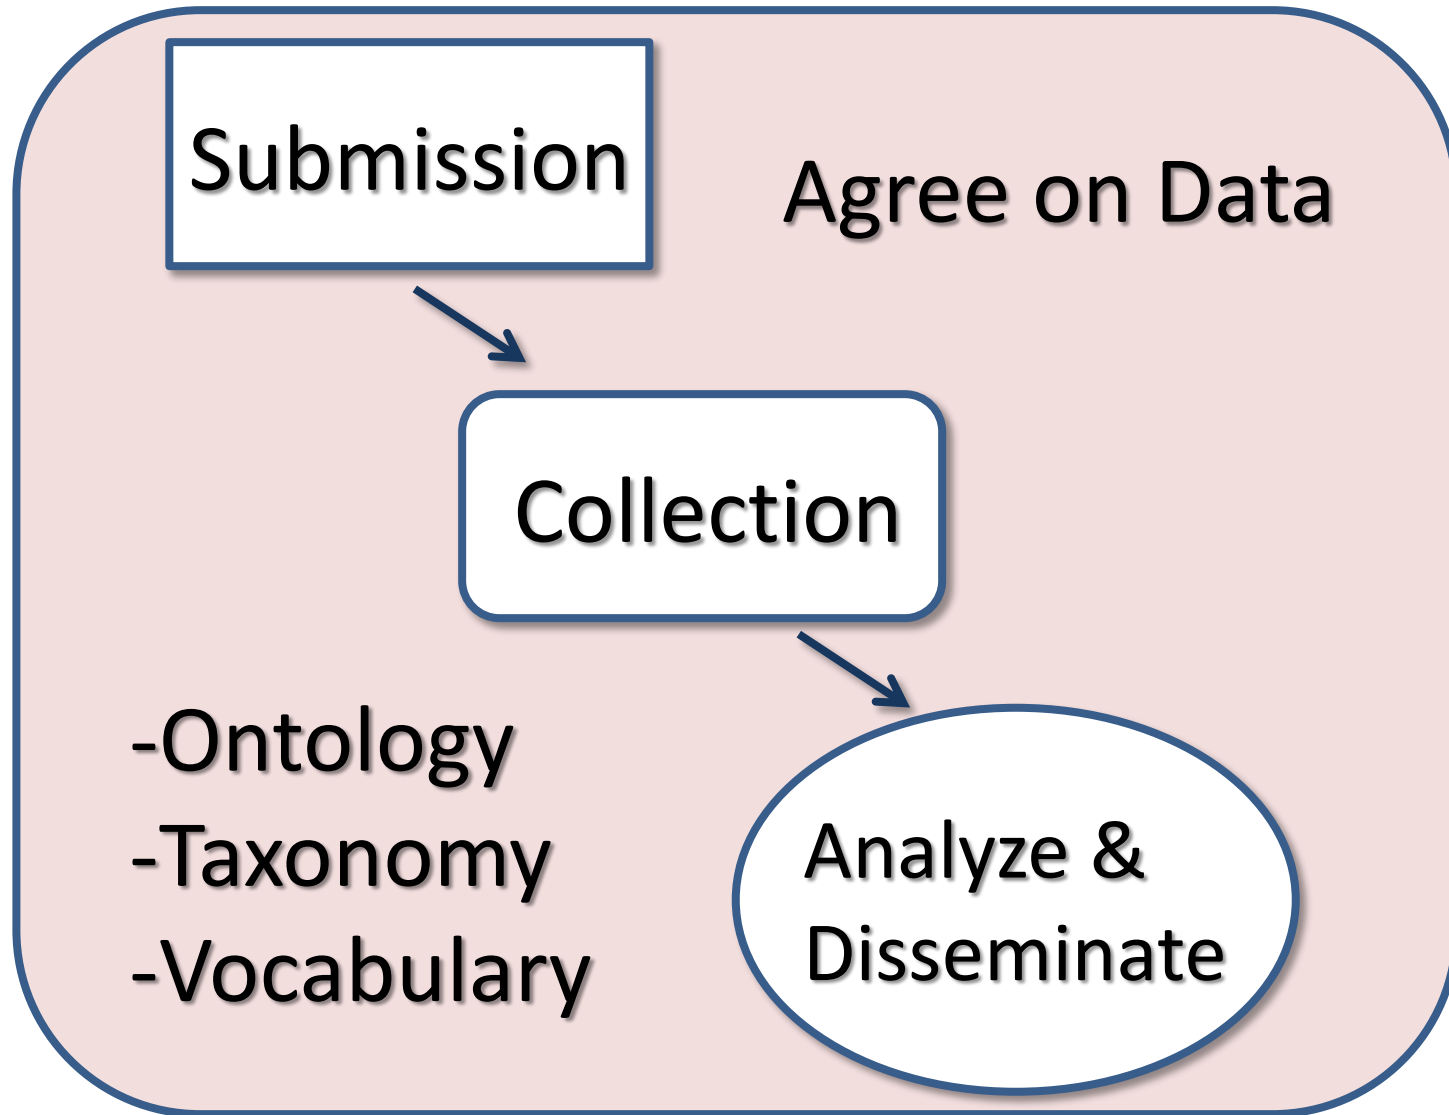 Submission
Agree on Data
Collection
-Ontology
-Taxonomy
-Vocabulary
Analyze &
Disseminate